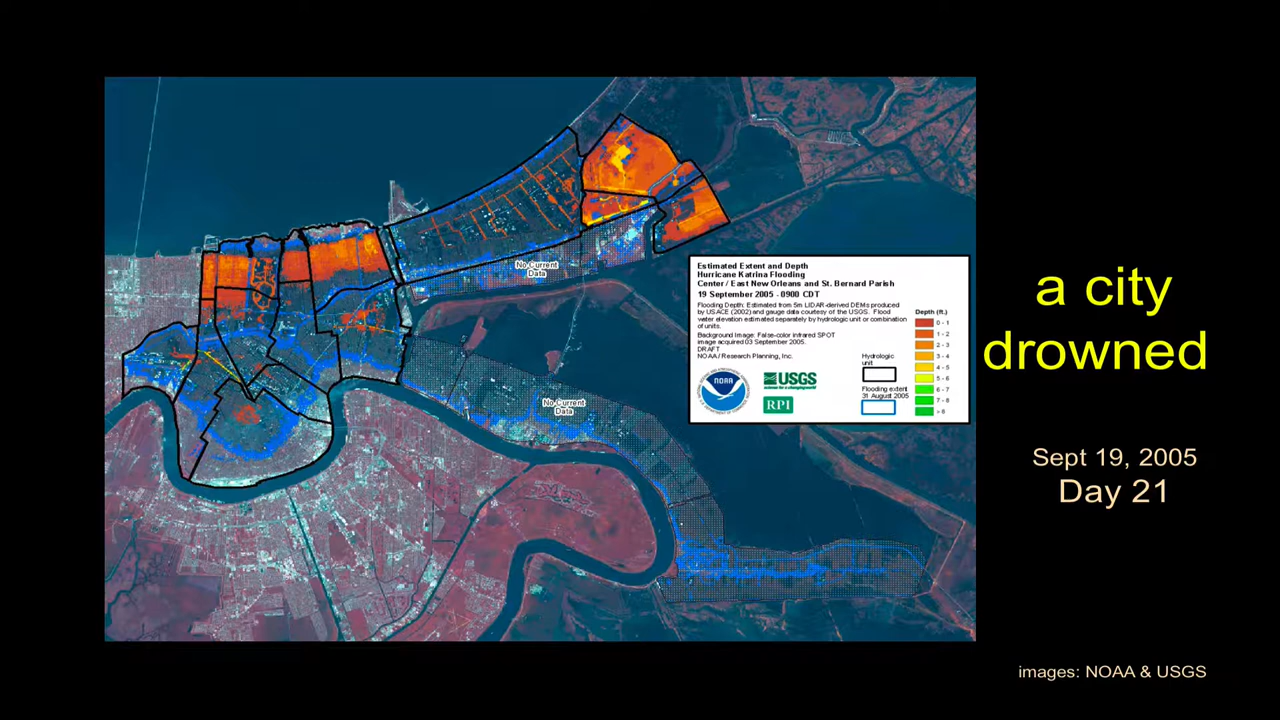 Estimated Extent and Depth
Hurricane Katrina Flooding
Center / East New Orleans and St. Bernard Parish
19 September 2005 - 0900 CDT
Flooding Depth: Estimated from 5m LIDAR-derived DEMs produced
by USACE (2002) and gauge data courtesy of the USGS. Flood
water elevation estimated separately by hydrologic unit or combination
of units.
Background Image: False-color infrared SPOT
image acquired 03 September 2005.
DRAFT
NOAA / Research Planning, Inc.
NOAA
USGS
science for a changing world
RPI
Hydrologic
unit
Flooding extent
31 August 2005
Depth (ft.)
0 - 1
1 - 2
2 - 3
3 - 4
4 - 5
5 - 6
6 - 7
7 - 8
> 8
No Current
Data
No Current
Data
a city
drowned
Sept 19, 2005
Day 21
images: NOAA & USGS